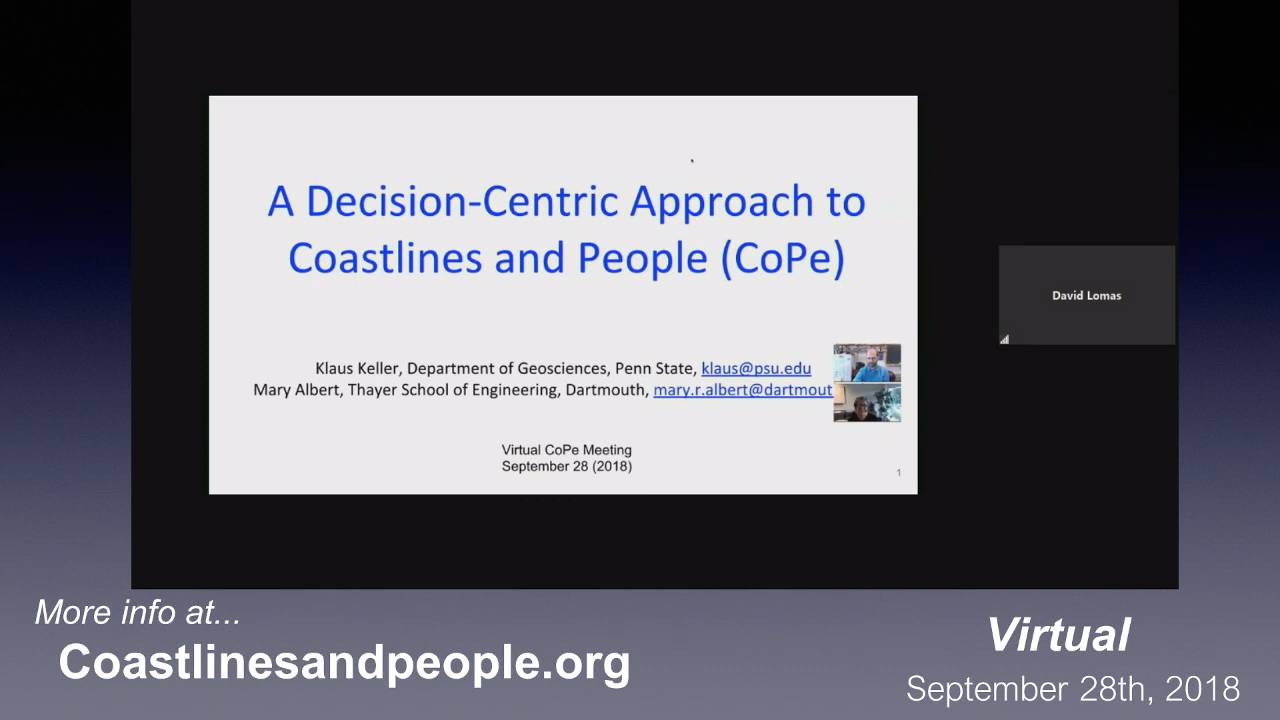 A Decision-Centric Approach to
Coastlines and People (CoPe)
Klaus Keller, Department of Geosciences, Penn State, klaus@psu.edu
Mary Albert, Thayer School of Engineering, Dartmouth, mary.r.albert@dartmout
Virtual CoPe Meeting
September 28 (2018)
1
David Lomas
More info at...
Coastlinesandpeople.org
Virtual
September 28th, 2018